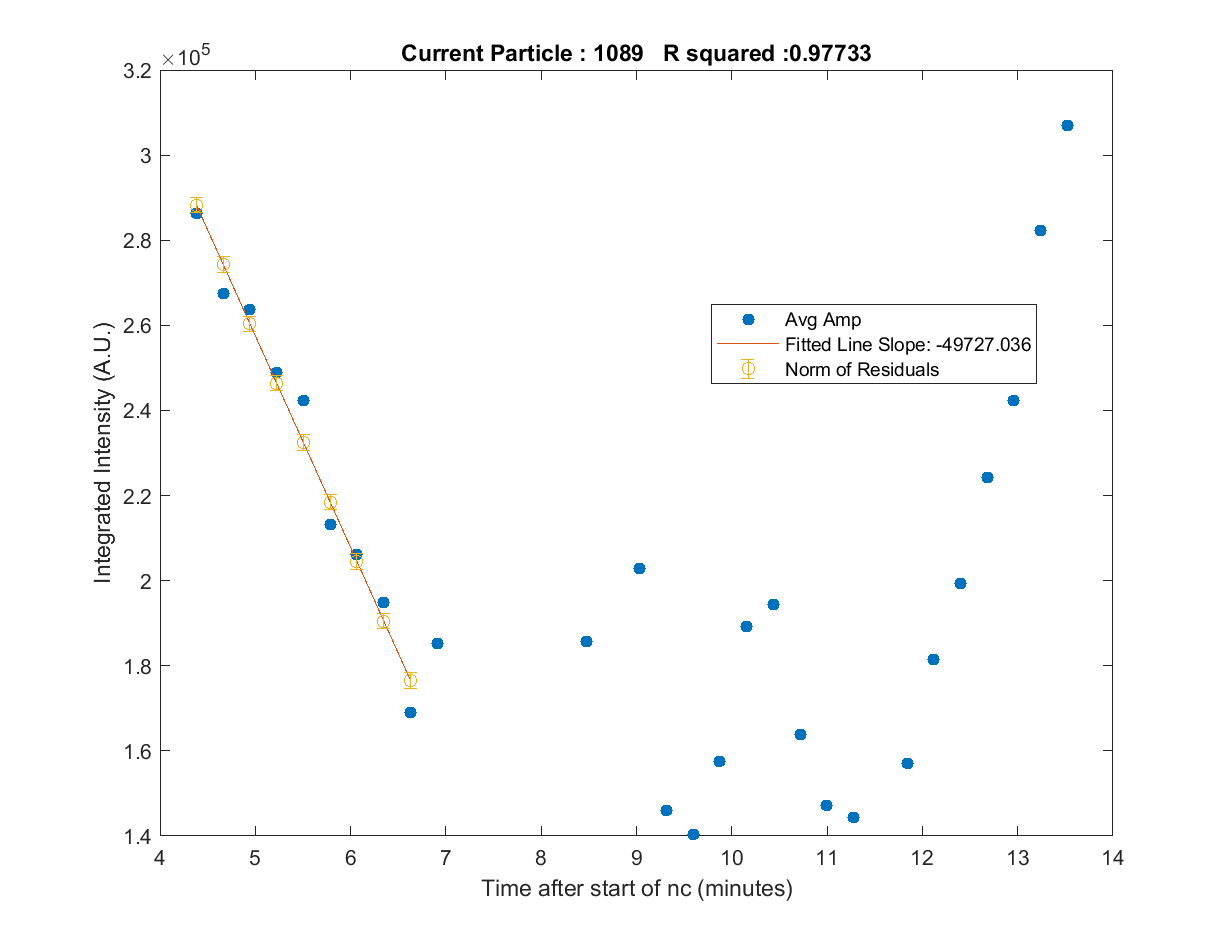 Current Particle : 1089   R squared :0.97733
×10^5
3.2
3
2.8
2.6
2.4
2.2
2
1.8
1.6
1.4
Integrated Intensity (A.U.)
Avg Amp
Fitted Line Slope: -49727.036
Norm of Residuals
4 5 6 7 8 9 10 11 12 13 14
Time after start of nc (minutes)